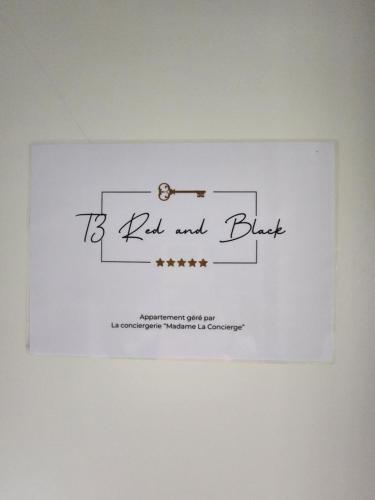 T3 Red and Black
Appartement géré par
La conciergerie "Madame La Concierge"